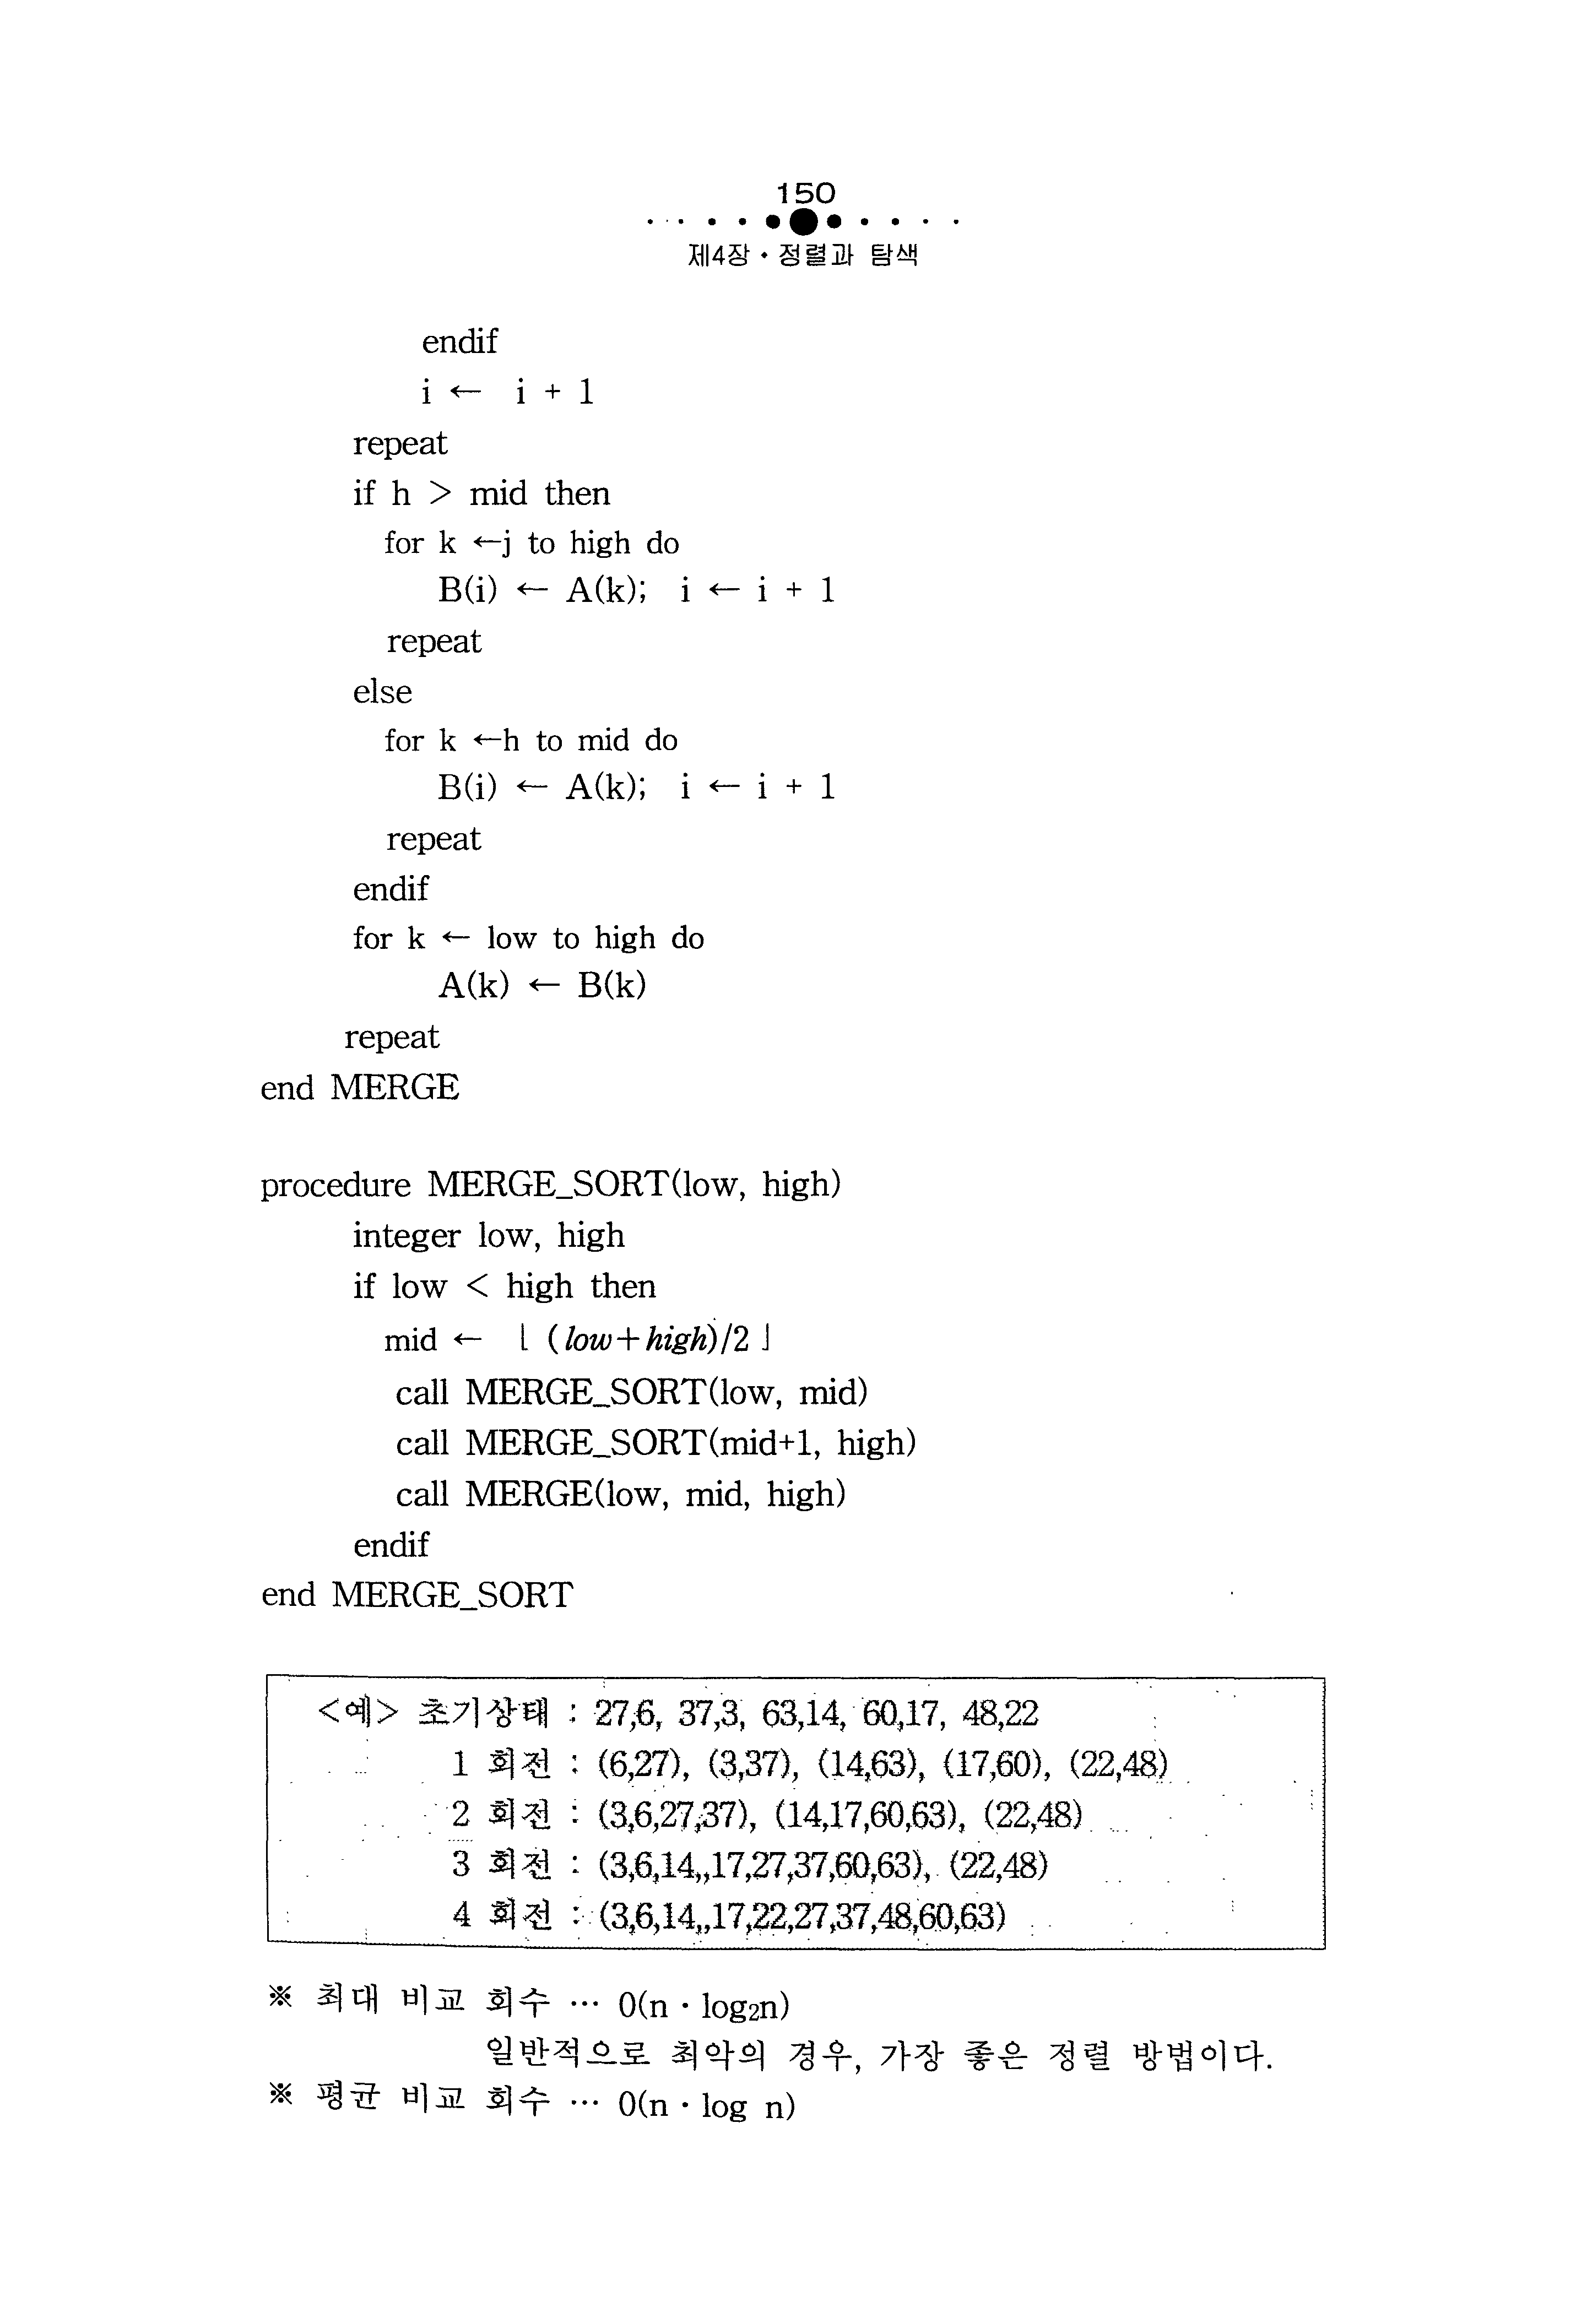 150
제4장 · 정렬과 탐색
endif
i ← i + 1
repeat
if h > mid then
for k ←j to high do
B(i) ← A(k); i ← i + 1
repeat
else
for k ←h to mid do
B(i) ← A(k); i ← i + 1
repeat
endif
for k ← low to high do
A(k) ← B(k)
repeat
end MERGE
procedure MERGE_SORT(low, high)
integer low, high
if low < high then
mid ← ⌊ (low+high)/2 ⌋
call MERGE_SORT(low, mid)
call MERGE_SORT(mid+1, high)
call MERGE(low, mid, high)
endif
end MERGE_SORT
<예> 초기상태 : 27,6, 37,3, 63,14, 60,17, 48,22
1 회전 : (6,27), (3,37), (14,63), (17,60), (22,48)
2 회전 : (3,6,27,37), (14,17,60,63), (22,48)
3 회전 : (3,6,14,,17,27,37,60,63), (22,48)
4 회전 : (3,6,14,,17,22,27,37,48,60,63)
※ 최대 비교 회수 … O(n · log₂n)
일반적으로 최악의 경우, 가장 좋은 정렬 방법이다.
※ 평균 비교 회수 … O(n · log n)